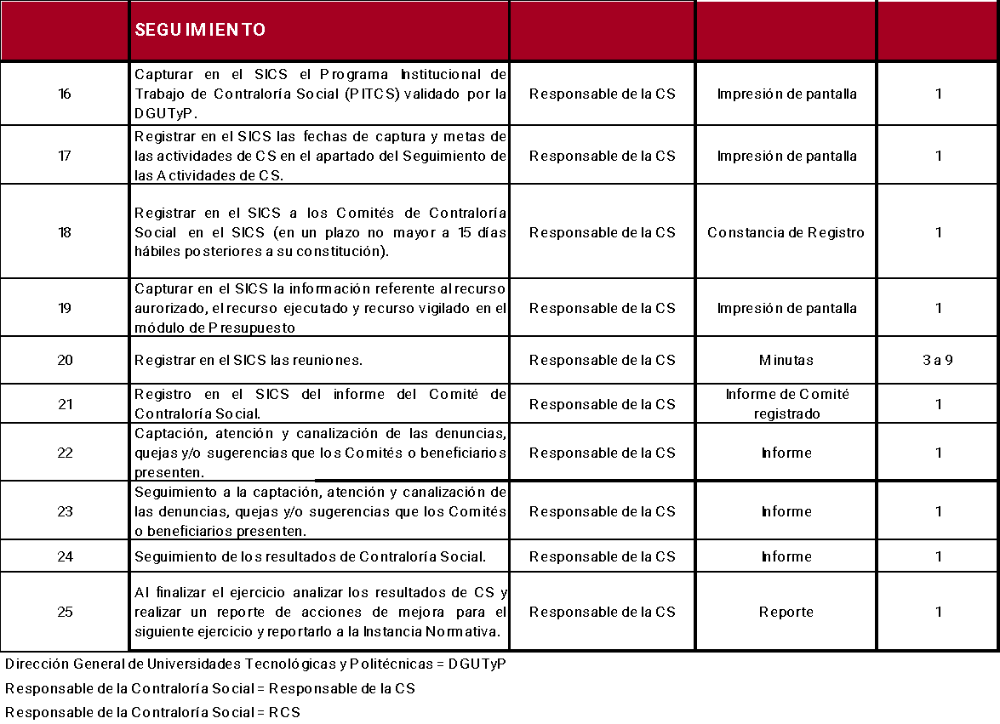 SEGUIMIENTO
16
Capturar en el SICS el Programa Institucional de
Trabajo de Contraloría Social (PITCS) validado por la
DGUTyP.
Responsable de la CS
Impresión de pantalla
1
17
Registrar en el SICS las fechas de captura y metas de
las actividades de CS en el apartado del Seguimiento de
las Actividades de CS.
Responsable de la CS
Impresión de pantalla
1
18
Registrar en el SICS a los Comités de Contraloría
Social en el SICS (en un plazo no mayor a 15 días
hábiles posteriores a su constitución).
Responsable de la CS
Constancia de Registro
1
19
Capturar en el SICS la información referente al recurso
aurorizado, el recurso ejecutado y recurso vigilado en el
módulo de Presupuesto
Responsable de la CS
Impresión de pantalla
1
20
Registrar en el SICS las reuniones.
Responsable de la CS
Minutas
3 a 9
21
Registro en el SICS del informe del Comité de
Contraloría Social.
Responsable de la CS
Informe de Comité
registrado
1
22
Captación, atención y canalización de las denuncias,
quejas y/o sugerencias que los Comités o beneficiarios
presenten.
Responsable de la CS
Informe
1
23
Seguimiento a la captación, atención y canalización de
las denuncias, quejas y/o sugerencias que los Comités
o beneficiarios presenten.
Responsable de la CS
Informe
1
24
Seguimiento de los resultados de Contraloría Social.
Responsable de la CS
Informe
1
25
Al finalizar el ejercicio analizar los resultados de CS y
realizar un reporte de acciones de mejora para el
siguiente ejercicio y reportarlo a la Instancia Normativa.
Responsable de la CS
Reporte
1
Dirección General de Universidades Tecnológicas y Politécnicas = DGUTyP
Responsable de la Contraloría Social = Responsable de la CS
Responsable de la Contraloría Social = RCS